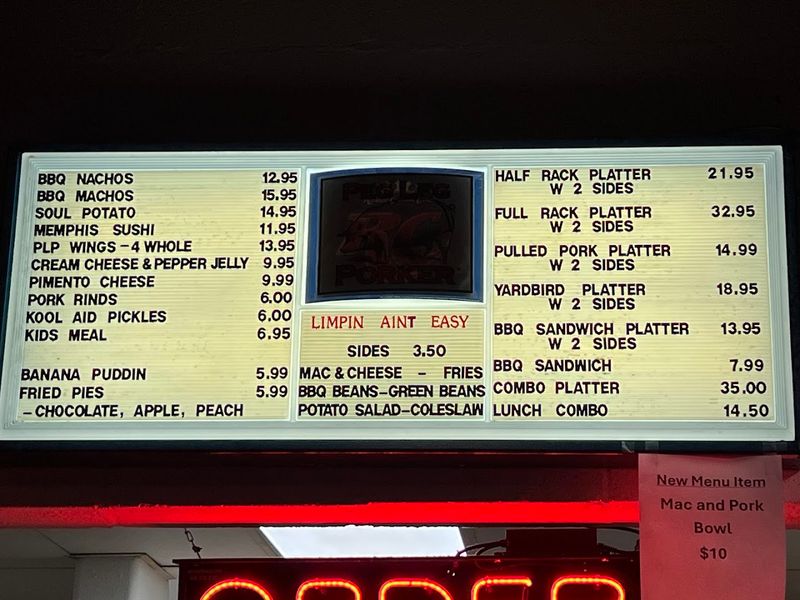 BBQ NACHOS 12.95
BBQ MACHOS 15.95
SOUL POTATO 14.95
MEMPHIS SUSHI 11.95
PLP WINGS - 4 WHOLE 13.95
CREAM CHEESE & PEPPER JELLY 9.95
PIMENTO CHEESE 9.99
PORK RINDS 6.00
KOOL AID PICKLES 6.00
KIDS MEAL 6.95
BANANA PUDDIN 5.99
FRIED PIES 5.99
- CHOCOLATE, APPLE, PEACH
PEG LEG
PORKER
LIMPIN AINT EASY
SIDES 3.50
MAC & CHEESE - FRIES
BBQ BEANS-GREEN BEANS
POTATO SALAD-COLESLAW
HALF RACK PLATTER 21.95
W 2 SIDES
FULL RACK PLATTER 32.95
W 2 SIDES
PULLED PORK PLATTER 14.99
W 2 SIDES
YARDBIRD PLATTER 18.95
W 2 SIDES
BBQ SANDWICH PLATTER 13.95
W 2 SIDES
BBQ SANDWICH 7.99
COMBO PLATTER 35.00
LUNCH COMBO 14.50
New Menu Item
Mac and Pork
Bowl
$10
ORDER